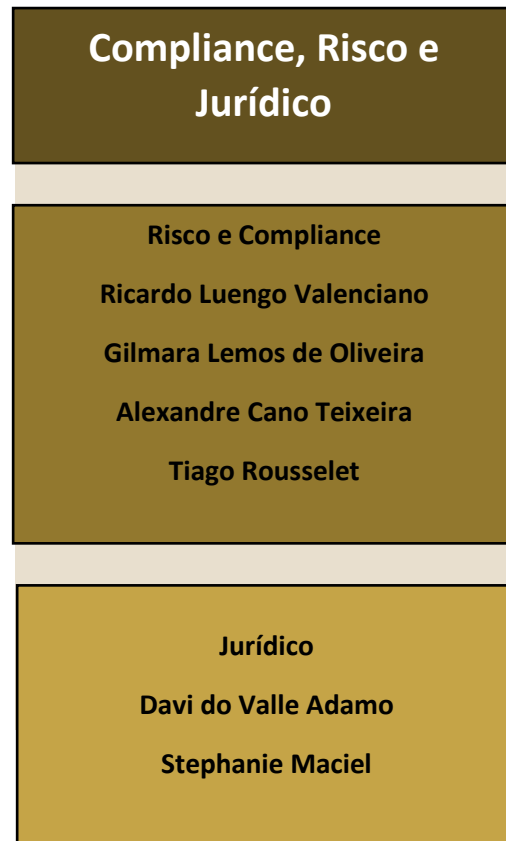 Compliance, Risco e
Jurídico
Risco e Compliance
Ricardo Luengo Valenciano
Gilmara Lemos de Oliveira
Alexandre Cano Teixeira
Tiago Rousselet
Jurídico
Davi do Valle Adamo
Stephanie Maciel